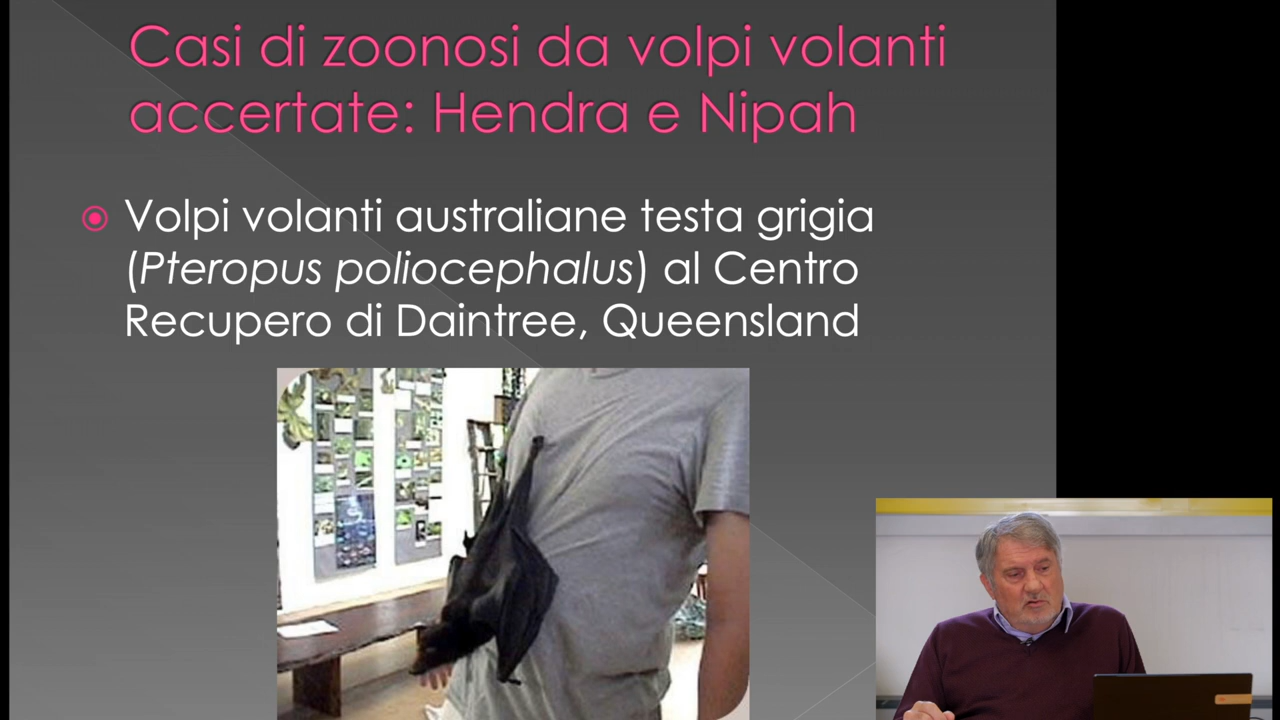 Casi di zoonosi da volpi volanti
accertate: Hendra e Nipah
Volpi volanti australiane testa grigia
(Pteropus poliocephalus) al Centro
Recupero di Daintree, Queensland